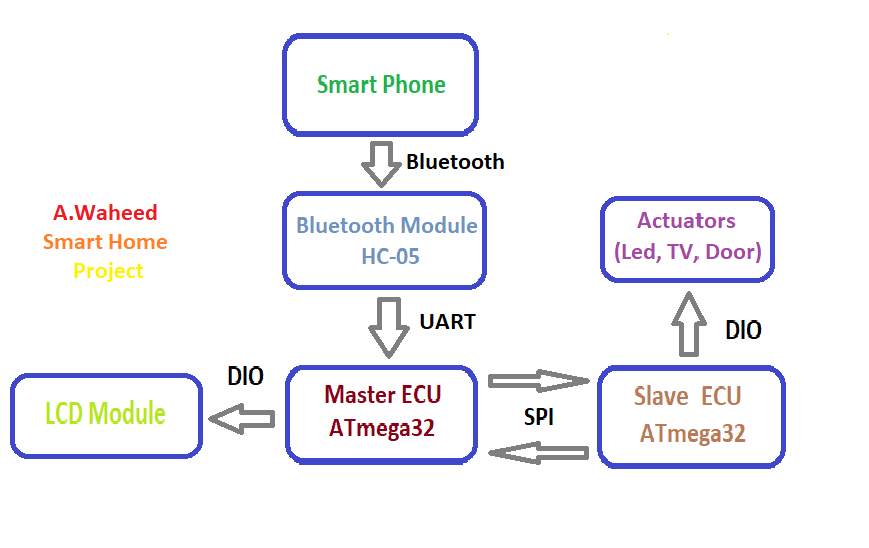 Smart Phone
Bluetooth
A.Waheed
Smart Home
Project
Bluetooth Module
HC-05
Actuators
(Led, TV, Door)
UART
DIO
LCD Module
DIO
Master ECU
ATmega32
SPI
Slave ECU
ATmega32